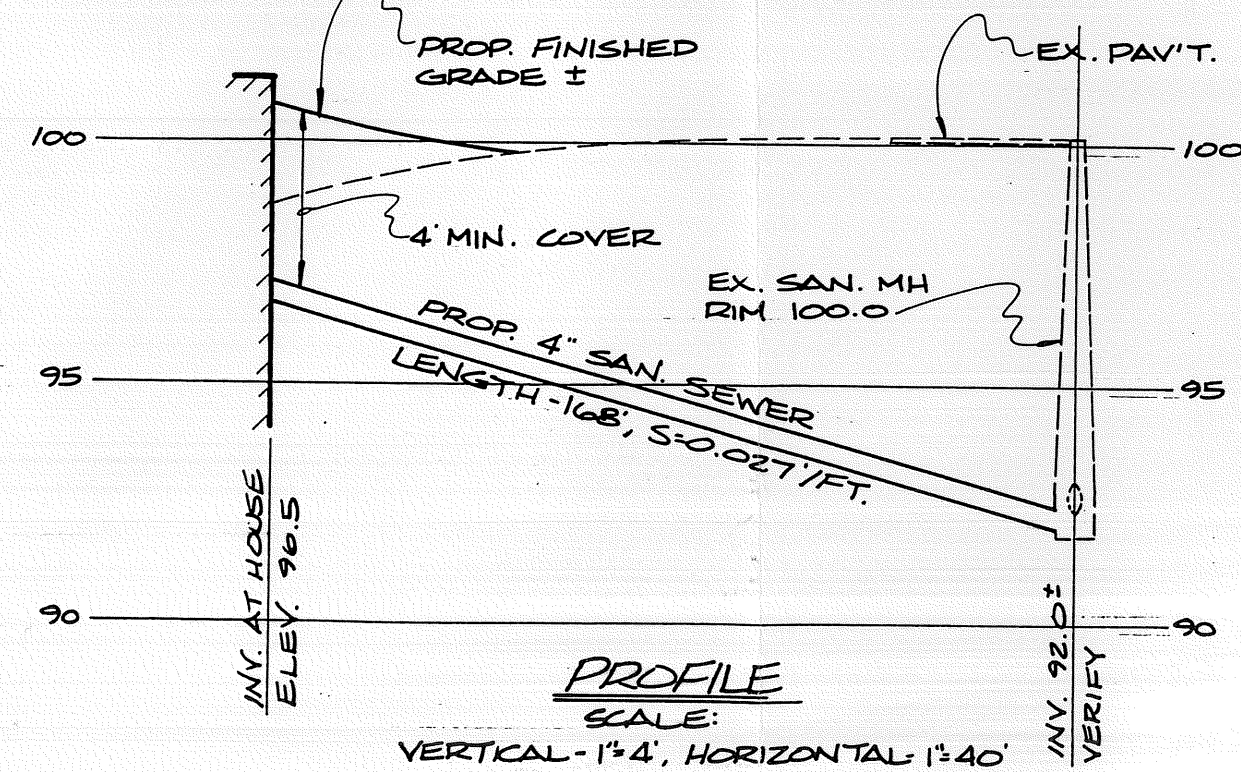 PROP. FINISHED
GRADE ±
EX. PAV'T.
100
100
4' MIN. COVER
EX. SAN. MH
RIM 100.0
PROP. 4" SAN. SEWER
LENGTH - 168', S=0.027'/FT.
95
95
INV. AT HOUSE
ELEV. 96.5
90
90
INV. 92.0±
VERIFY
PROFILE
SCALE:
VERTICAL - 1"=4', HORIZONTAL - 1"=40'